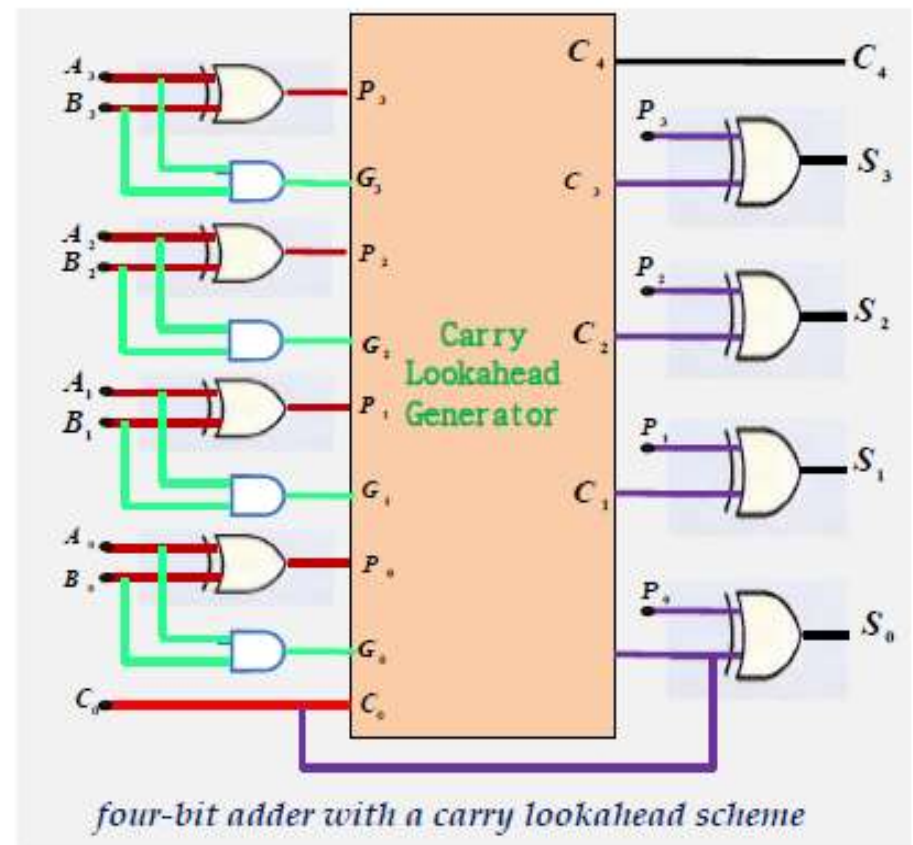 A₃
B₃
P₃
G₃
A₂
B₂
P₂
G₂
A₁
B₁
P₁
G₁
A₀
B₀
P₀
G₀
C₀
C₀
Carry
Lookahead
Generator
C₄
C₄
P₃
C₃
S₃
P₂
C₂
S₂
P₁
C₁
S₁
P₀
S₀
four-bit adder with a carry lookahead scheme